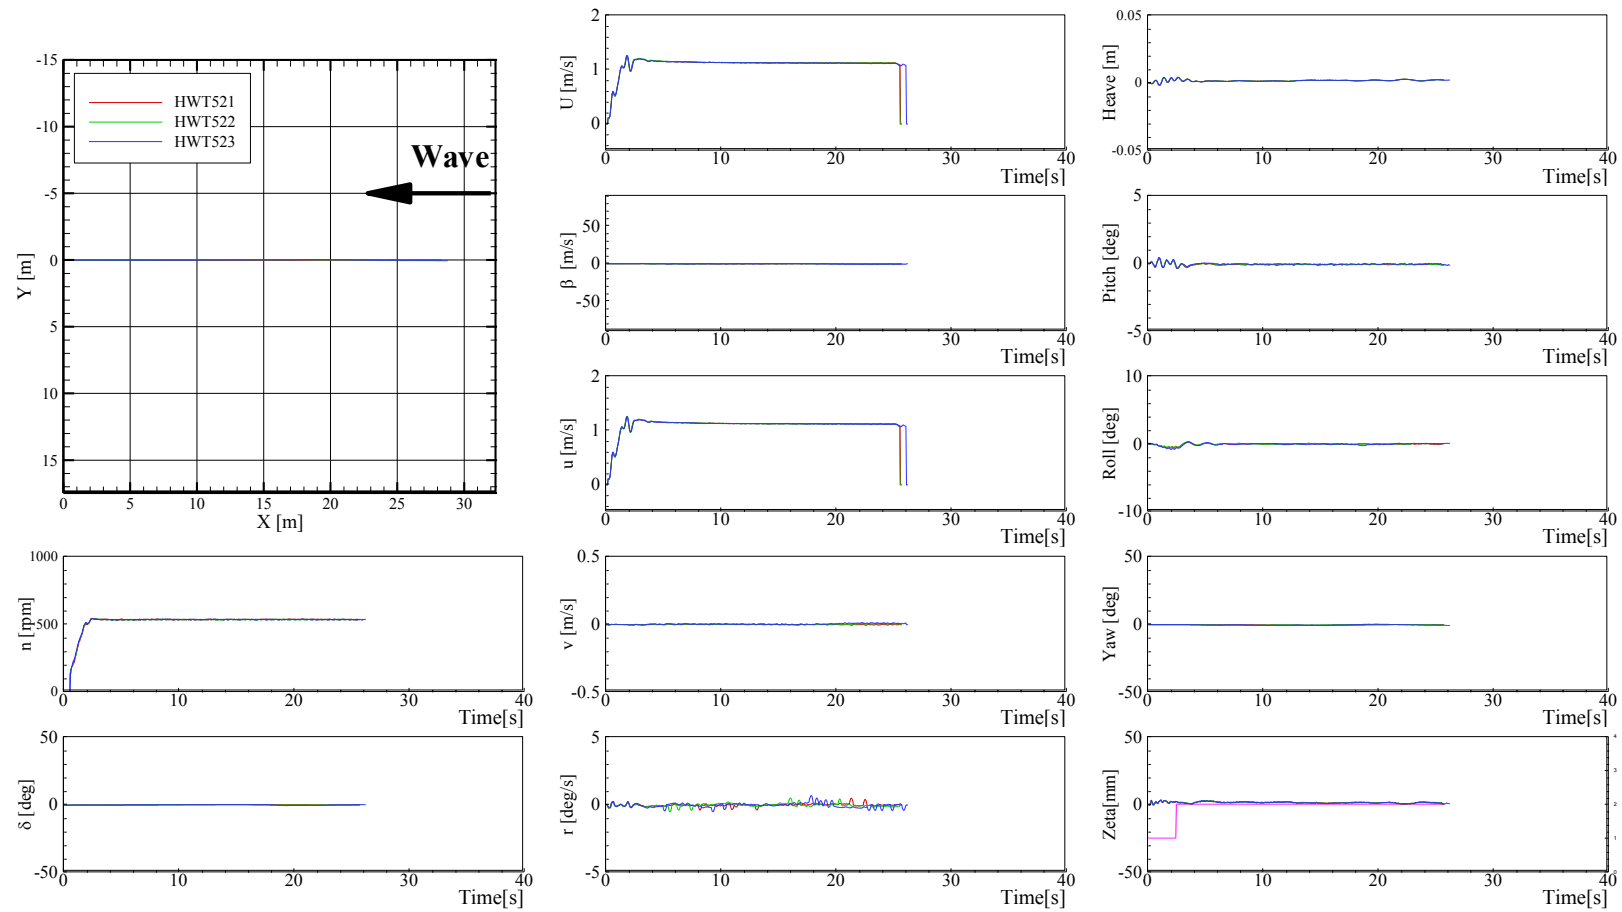 -15
-10
-5
0
5
10
15
Y [m]
HWT521
HWT522
HWT523
Wave
0 5 10 15 20 25 30
X [m]
2
1
0
U [m/s]
0 10 20 30 40
Time[s]
0.05
0
-0.05
Heave [m]
0 10 20 30 40
Time[s]
50
0
-50
β [m/s]
0 10 20 30 40
Time[s]
5
0
-5
Pitch [deg]
0 10 20 30 40
Time[s]
2
1
0
u [m/s]
0 10 20 30 40
Time[s]
10
0
-10
Roll [deg]
0 10 20 30 40
Time[s]
1000
500
0
n [rpm]
0 10 20 30 40
Time[s]
0.5
0
-0.5
v [m/s]
0 10 20 30 40
Time[s]
50
0
-50
Yaw [deg]
0 10 20 30 40
Time[s]
50
0
-50
δ [deg]
0 10 20 30 40
Time[s]
5
0
-5
r [deg/s]
0 10 20 30 40
Time[s]
50
0
-50
Zeta[mm]
4
3
2
1
0
0 10 20 30 40
Time[s]